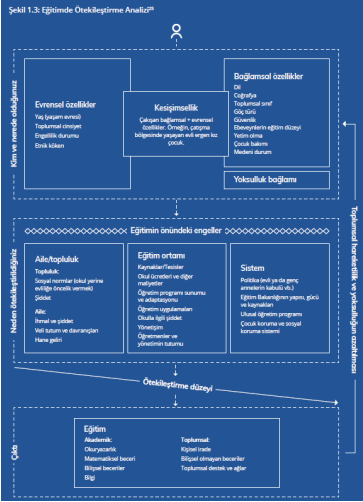 Şekil 1.3: Eğitimde Ötekileştirme Analizi²⁸
Kim ve nerede olduğunuz
Evrensel özellikler
Yaş (yaşam evresi)
Toplumsal cinsiyet
Engellilik durumu
Etnik köken
Kesişimsellik
Çakışan bağlamsal + evrensel
özellikler. Örneğin, çatışma
bölgesinde yaşayan evli ergen kız
çocuk.
Bağlamsal özellikler
Dil
Coğrafya
Toplumsal sınıf
Göç türü
Güvenlik
Ebeveynlerin eğitim düzeyi
Yetim olma
Çocuk bakımı
Medeni durum
Yoksulluk bağlamı
Neden ötekileştirildiğiniz
Eğitimin önündeki engeller
Aile/topluluk
Topluluk:
Sosyal normlar (okul yerine
evliliğe öncelik vermek)
Şiddet
Aile:
İhmal ve şiddet
Veli tutum ve davranışları
Hane geliri
Eğitim ortamı
Kaynaklar/Tesisler
Okul ücretleri ve diğer
maliyetler
Öğretim programı sunumu
ve adaptasyonu
Öğretim uygulamaları
Okulla ilgili şiddet
Yönetişim
Öğretmenler ve
yönetimin tutumu
Sistem
Politika (evli ya da genç
annelerin kabulü vb.)
Eğitim Bakanlığının yapısı, gücü
ve kaynakları
Ulusal öğretim programı
Çocuk koruma ve sosyal
koruma sistemi
Toplumsal hareketlilik ve yoksulluğun azaltılması
Ötekileştirme düzeyi
Çıktı
Eğitim
Akademik:
Okuryazarlık
Matematiksel beceri
Bilişsel beceriler
Bilgi
Toplumsal:
Kişisel irade
Bilişsel olmayan beceriler
Toplumsal destek ve ağlar